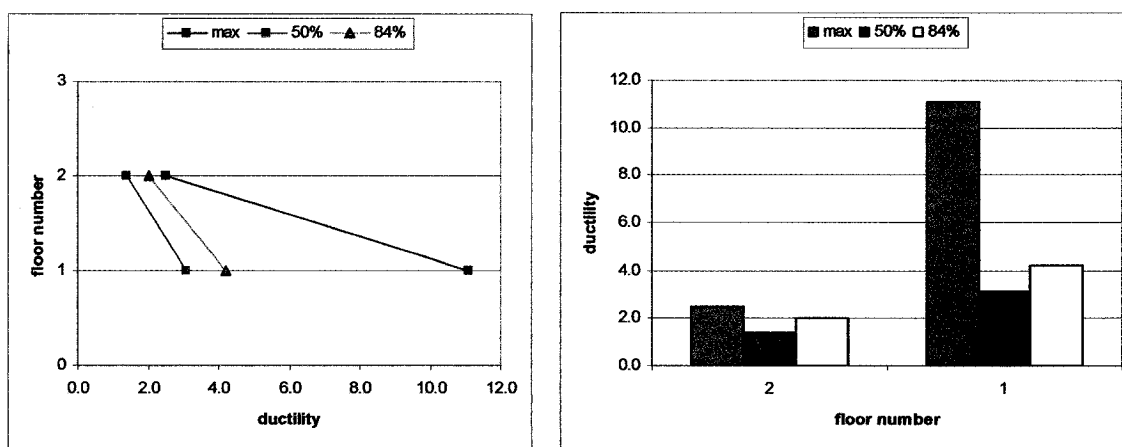 max 50% 84%
3
2
1
0
floor number
0.0 2.0 4.0 6.0 8.0 10.0 12.0
ductility
max 50% 84%
12.0
10.0
8.0
6.0
4.0
2.0
0.0
ductility
2 1
floor number